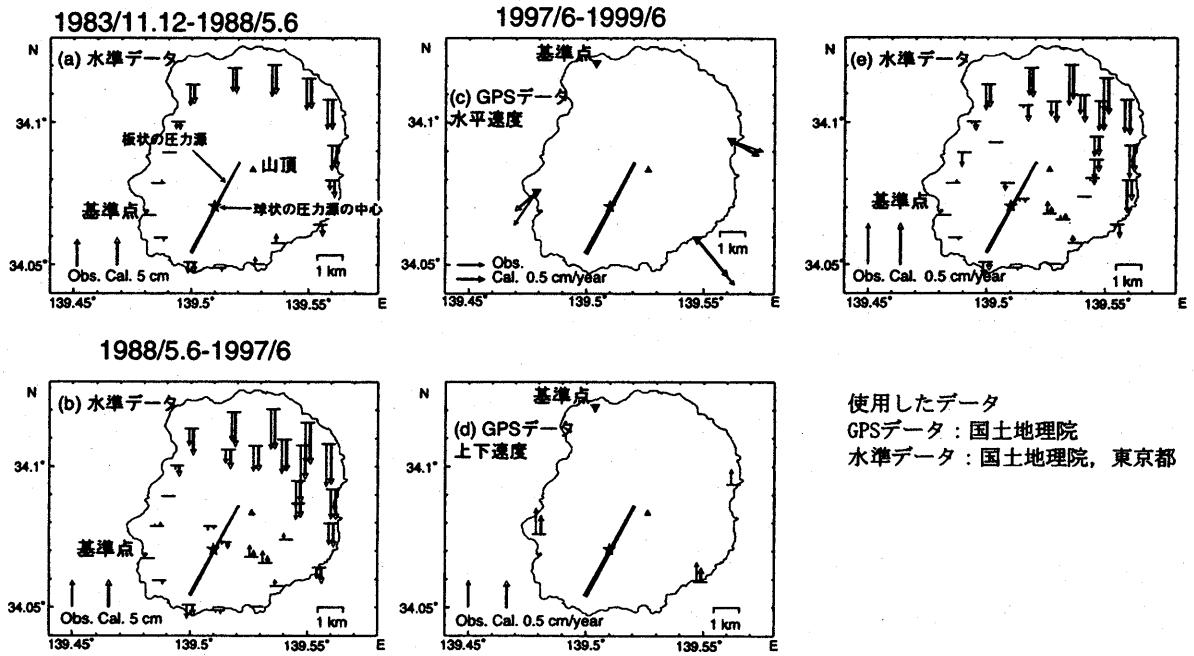 1983/11.12-1988/5.6
N
(a) 水準データ
34.1°
板状の圧力源
山頂
基準点
球状の圧力源の中心
Obs. Cal. 5 cm
1 km
34.05°
139.45° 139.5° 139.55° E
1997/6-1999/6
N
基準点
(c) GPSデータ
水平速度
34.1°
Obs.
Cal. 0.5 cm/year
1 km
34.05°
139.45° 139.5° 139.55° E
N
(e) 水準データ
34.1°
基準点
Obs. Cal. 0.5 cm/year
1 km
34.05°
139.45° 139.5° 139.55° E
1988/5.6-1997/6
N
(b) 水準データ
34.1°
基準点
Obs. Cal. 5 cm
1 km
34.05°
139.45° 139.5° 139.55° E
N
基準点
(d) GPSデータ
上下速度
34.1°
Obs. Cal. 0.5 cm/year
1 km
34.05°
139.45° 139.5° 139.55° E
使用したデータ
GPSデータ：国土地理院
水準データ：国土地理院，東京都